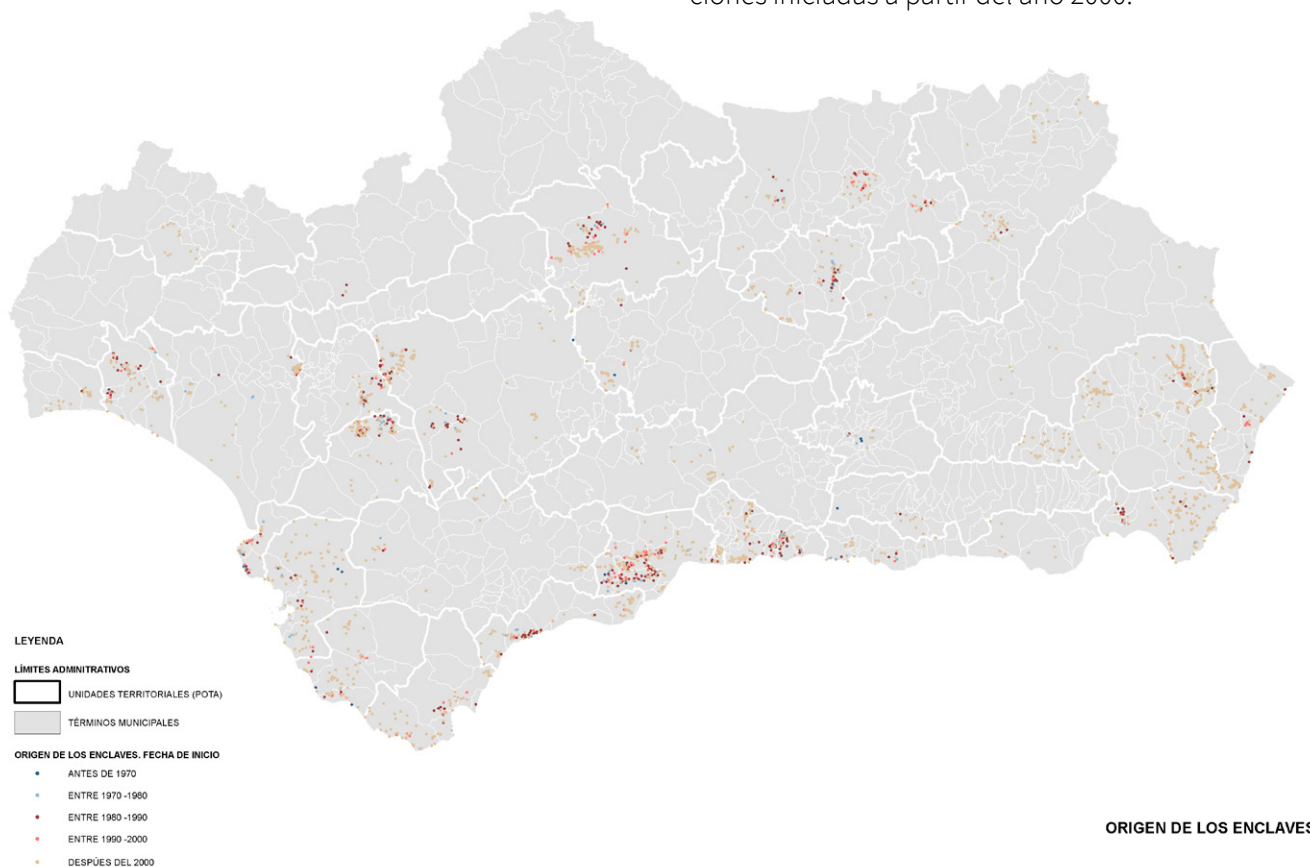 ciones iniciadas a partir del año 2000.
LEYENDA
LÍMITES ADMINITRATIVOS
UNIDADES TERRITORIALES (POTA)
TÉRMINOS MUNICIPALES
ORIGEN DE LOS ENCLAVES. FECHA DE INICIO
ANTES DE 1970
ENTRE 1970 -1980
ENTRE 1980 -1990
ENTRE 1990 -2000
DESPÚES DEL 2000
ORIGEN DE LOS ENCLAVES